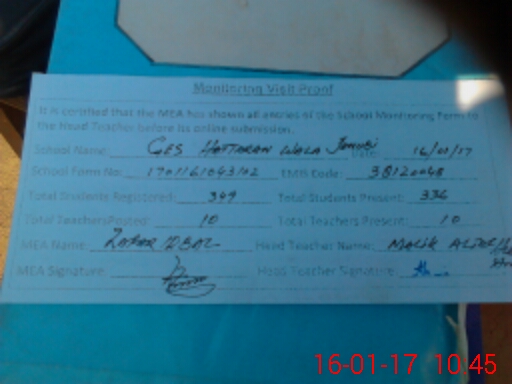 Monitoring Visit Proof
It is certified that the MEA has shown all entries of the School Monitoring Form to
the Head Teacher before its online submission.
School Name: GES HATTARAN WALA Janubi Date 16/01/17
School Form No: EMIS Code:
Total Students Registered: 349 Total Students Present: 336
Total Teachers Posted: 10 Total Teachers Present: 10
MEA Name: ZAFAR IQBAL Head Teacher Name: MALIK
MEA Signature: Head Teacher Signature:
16-01-17 10:45